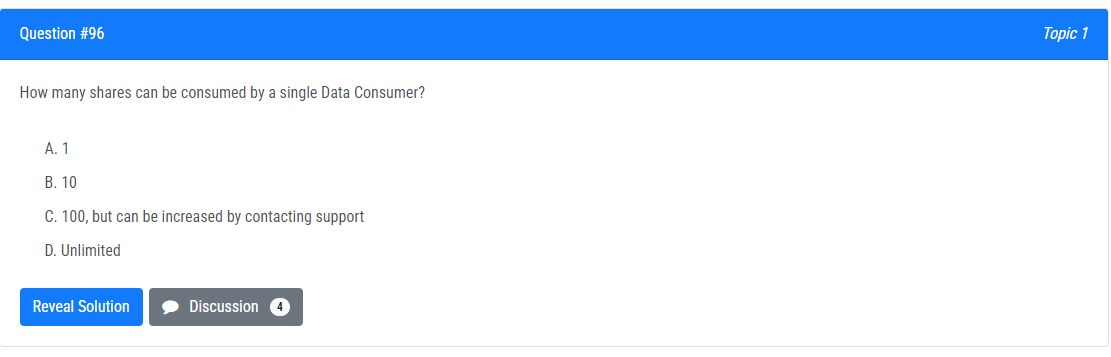 Question #96
Topic 1
How many shares can be consumed by a single Data Consumer?
A. 1
B. 10
C. 100, but can be increased by contacting support
D. Unlimited
Reveal Solution
Discussion 4